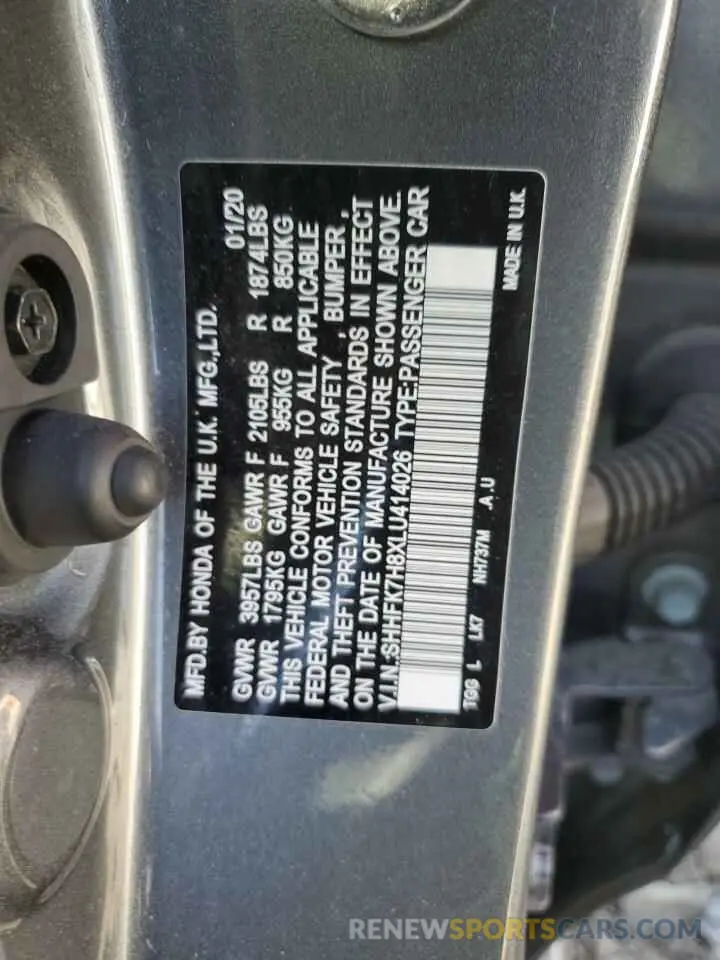 MFD.BY HONDA OF THE U.K. MFG.,LTD.
01/20
GVWR 3957LBS GAWR F 2105LBS R 1874LBS
GVWR 1795KG GAWR F 955KG R 850KG
THIS VEHICLE CONFORMS TO ALL APPLICABLE
FEDERAL MOTOR VEHICLE SAFETY , BUMPER ,
AND THEFT PREVENTION STANDARDS IN EFFECT
ON THE DATE OF MANUFACTURE SHOWN ABOVE.
V.I.N.:SHHFK7H8XLU414026 TYPE:PASSENGER CAR
TGG L LK7 NH737M .A .U
MADE IN U.K.
RENEWSPORTSCARS.COM